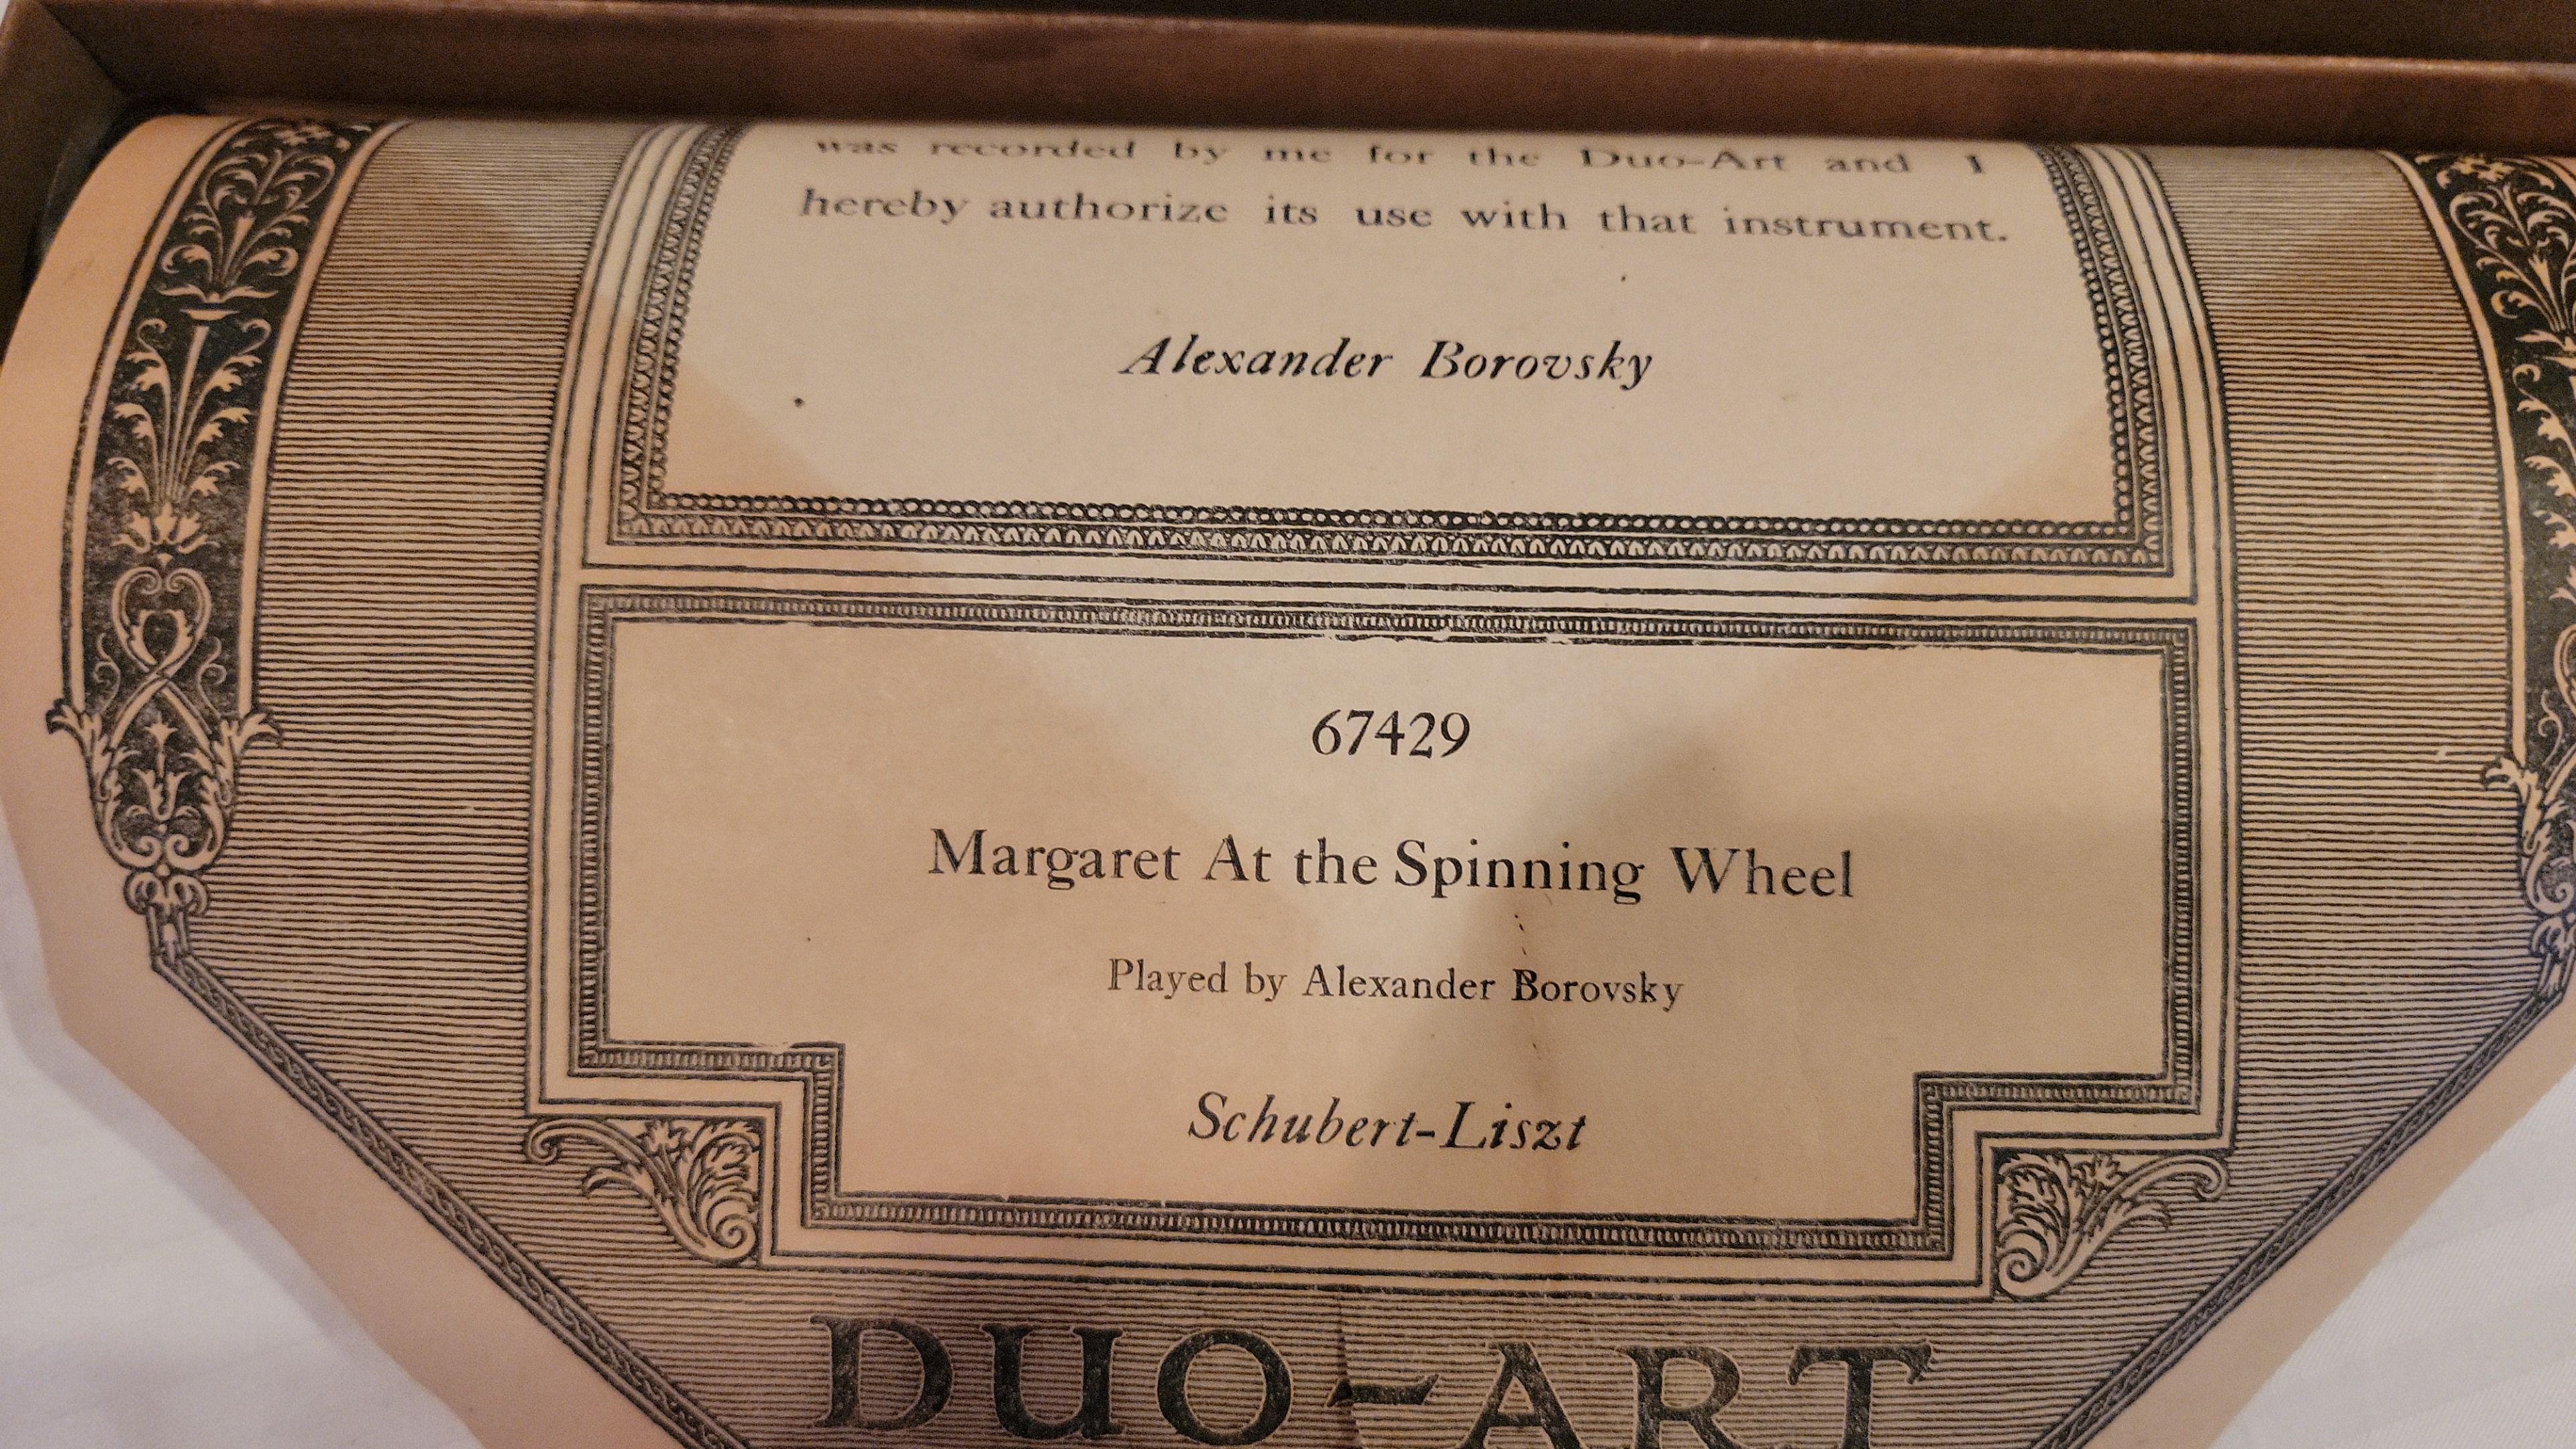 was recorded by me for the Duo-Art and I
hereby authorize its use with that instrument.
Alexander Borovsky
67429
Margaret At the Spinning Wheel
Played by Alexander Borovsky
Schubert-Liszt
DUO-ART